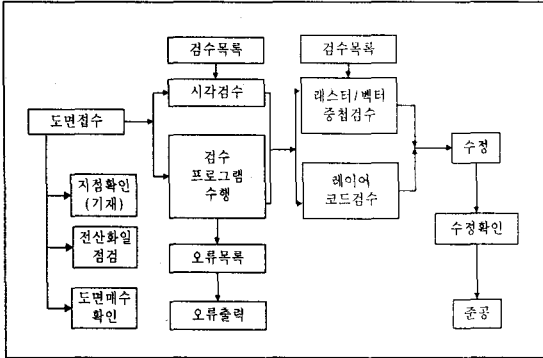 검수목록
검수목록
시각검수
래스터/벡터
중첩검수
도면접수
검수
프로그램
수행
수정
지점확인
(기재)
레이어
코드검수
전산화일
점검
오류목록
수정확인
도면매수
확인
오류출력
준공